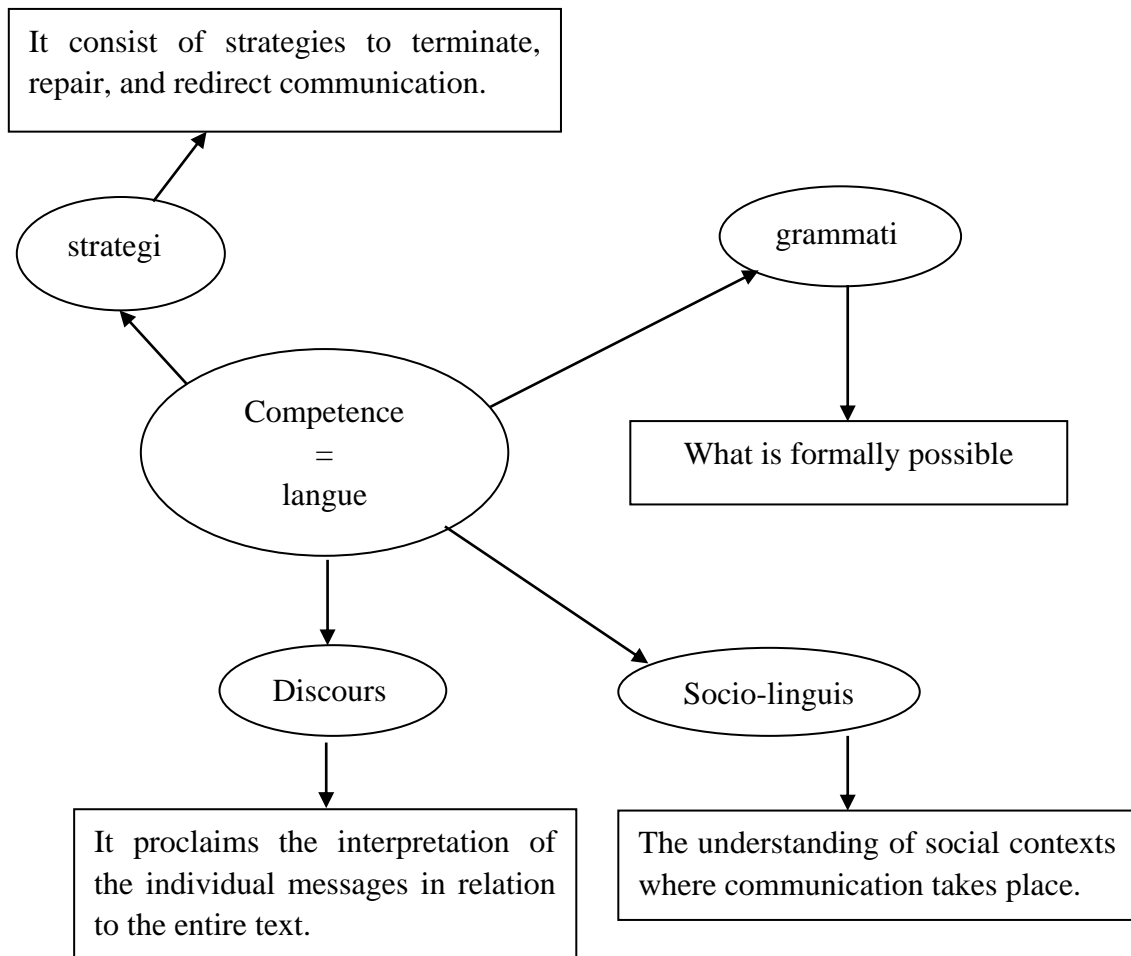 It consist of strategies to terminate,
repair, and redirect communication.
strategi
grammati
Competence
=
langue
What is formally possible
Discours
Socio-linguis
It proclaims the interpretation of
the individual messages in relation
to the entire text.
The understanding of social contexts
where communication takes place.